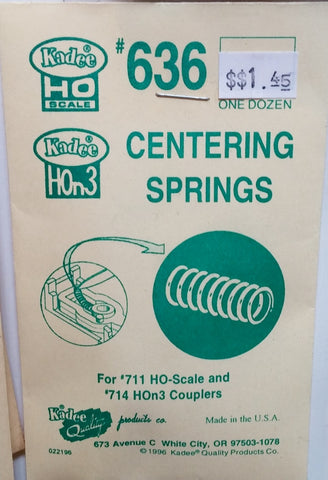 Kadee®
HO
SCALE
#636
$$1.45
ONE DOZEN
Kadee®
HOn3
CENTERING
SPRINGS
For #711 HO-Scale and
#714 HOn3 Couplers
Kadee®
Quality products co.
Made in the U.S.A.
673 Avenue C White City, OR 97503-1078
022196
©1996 Kadee® Quality Products Co.